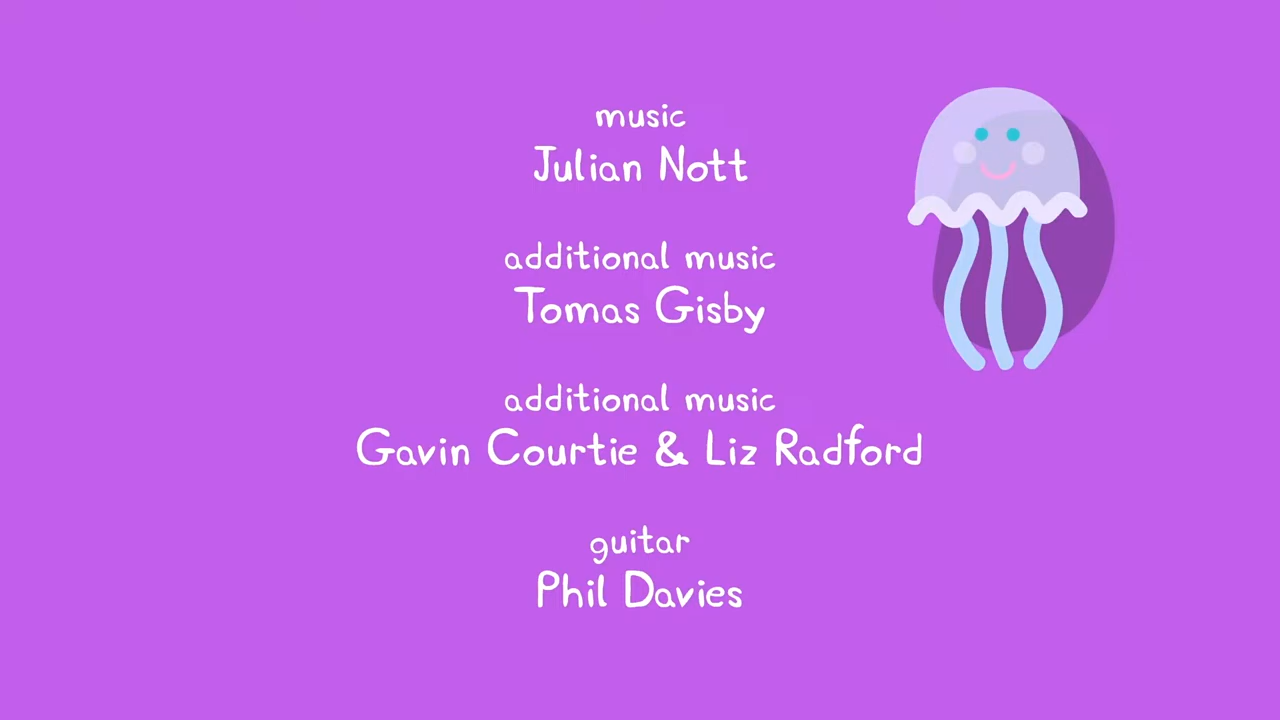 music
Julian Nott
additional music
Tomas Gisby
additional music
Gavin Courtie & Liz Radford
guitar
Phil Davies